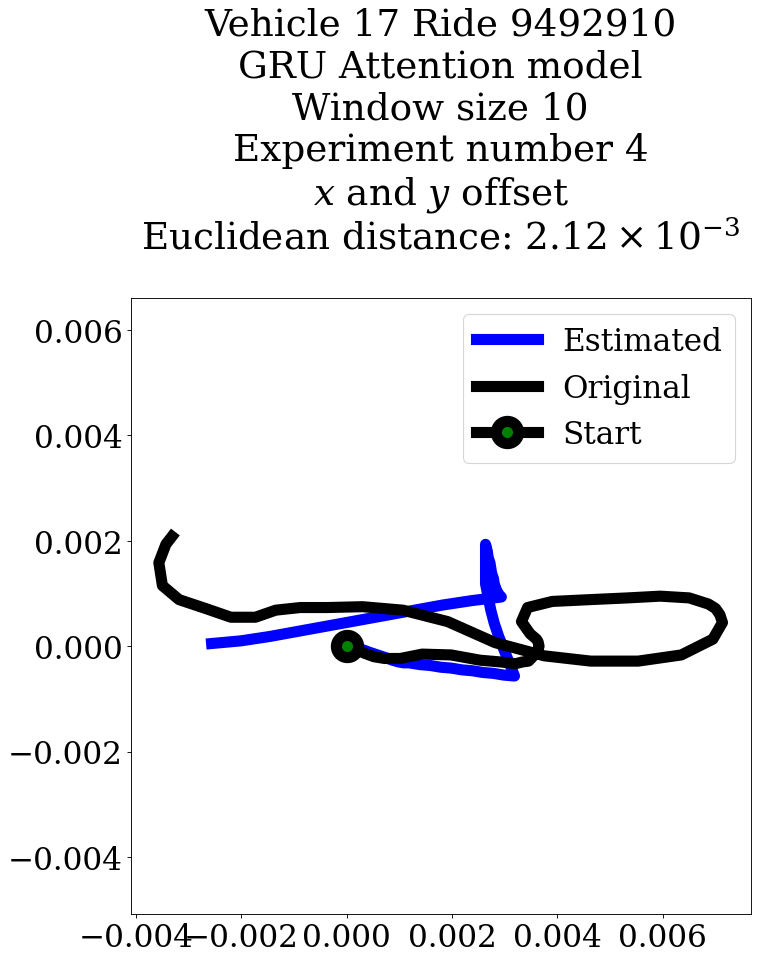 Vehicle 17 Ride 9492910
GRU Attention model
Window size 10
Experiment number 4
x and y offset
Euclidean distance: 2.12 × 10⁻³
Estimated
Original
Start
0.006
0.004
0.002
0.000
−0.002
−0.004
−0.004 −0.002 0.000 0.002 0.004 0.006